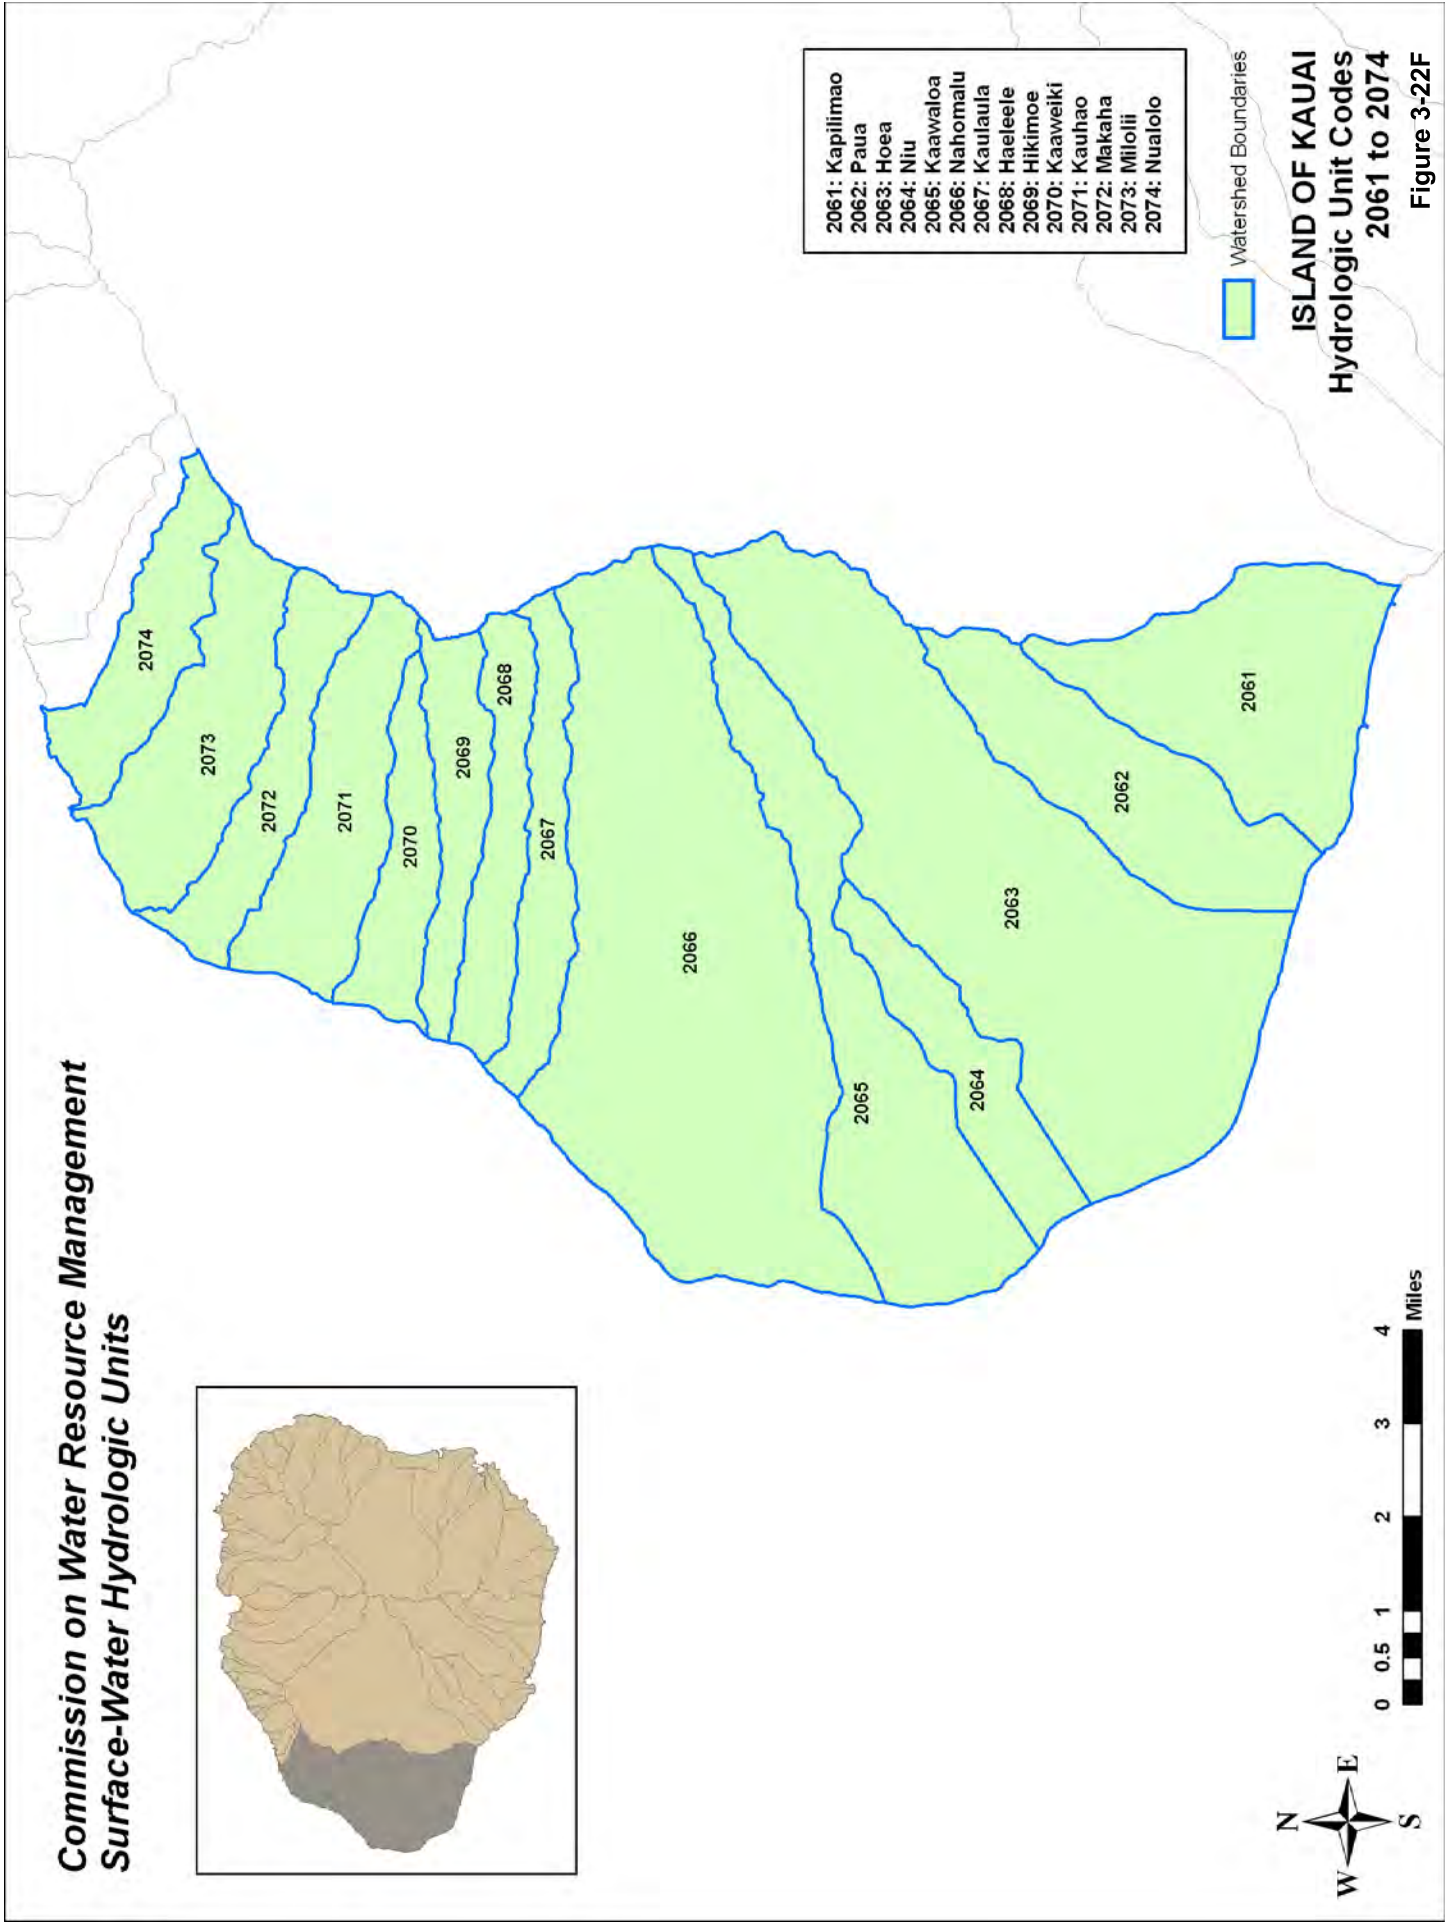 Commission on Water Resource Management
Surface-Water Hydrologic Units
2074
2073
2072
2071
2070
2069
2068
2067
2066
2065
2064
2063
2062
2061
2061: Kapilimao
2062: Paua
2063: Hoea
2064: Niu
2065: Kaawaloa
2066: Nahomalu
2067: Kaulaula
2068: Haeleele
2069: Hikimoe
2070: Kaaweiki
2071: Kauhao
2072: Makaha
2073: Milolii
2074: Nualolo
Watershed Boundaries
N
W E
S
0 0.5 1 2 3 4
Miles
ISLAND OF KAUAI
Hydrologic Unit Codes
2061 to 2074
Figure 3-22F